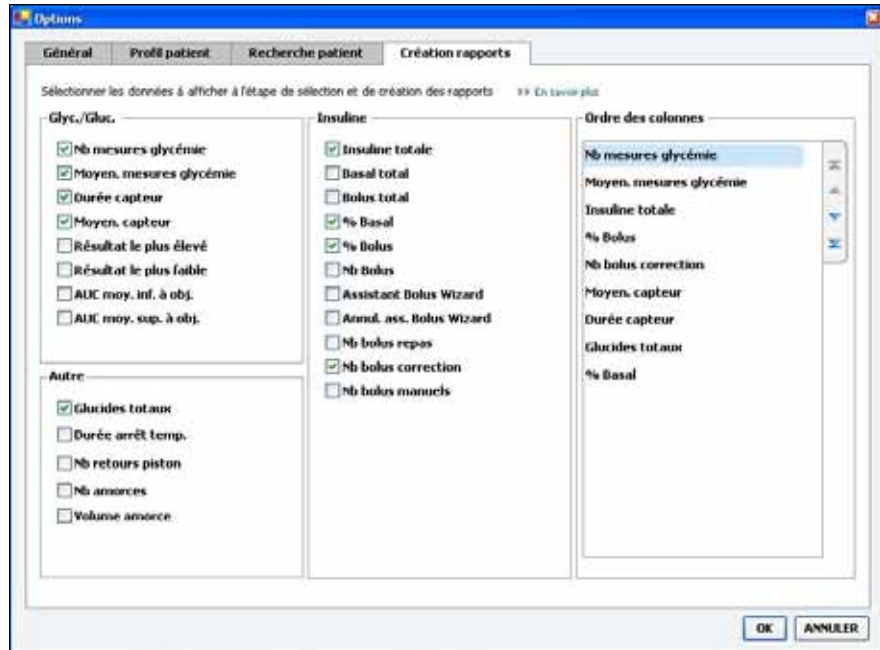 Options
Général Profil patient Recherche patient Création rapports
Sélectionner les données à afficher à l'étape de sélection et de création des rapports >> En savoir plus
Glyc./Gluc.
Nb mesures glycémie
Moyen. mesures glycémie
Durée capteur
Moyen. capteur
Résultat le plus élevé
Résultat le plus faible
AUC moy. inf. à obj.
AUC moy. sup. à obj.
Autre
Glucides totaux
Durée arrêt temp.
Nb retours piston
Nb amorces
Volume amorce
Insuline
Insuline totale
Basal total
Bolus total
% Basal
% Bolus
Nb Bolus
Assistant Bolus Wizard
Annul. ass. Bolus Wizard
Nb bolus repas
Nb bolus correction
Nb bolus manuels
Ordre des colonnes
Nb mesures glycémie
Moyen. mesures glycémie
Insuline totale
% Bolus
Nb bolus correction
Moyen. capteur
Durée capteur
Glucides totaux
% Basal
OK ANNULER